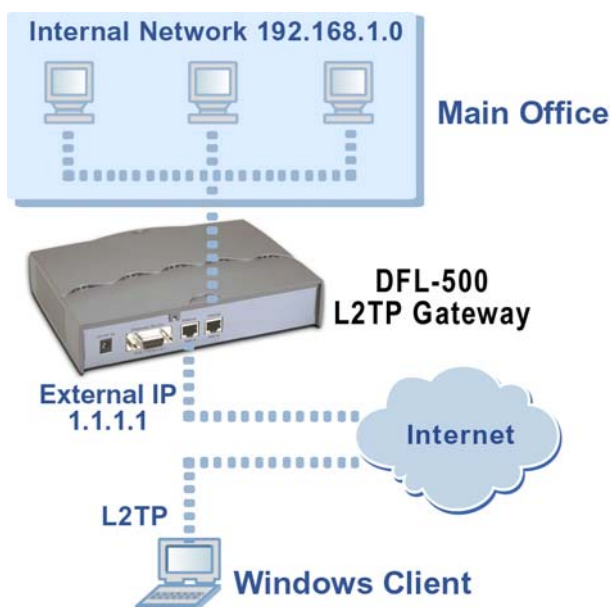 Internal Network 192.168.1.0
Main Office
DFL-500
L2TP Gateway
External IP
1.1.1.1
Internet
L2TP
Windows Client